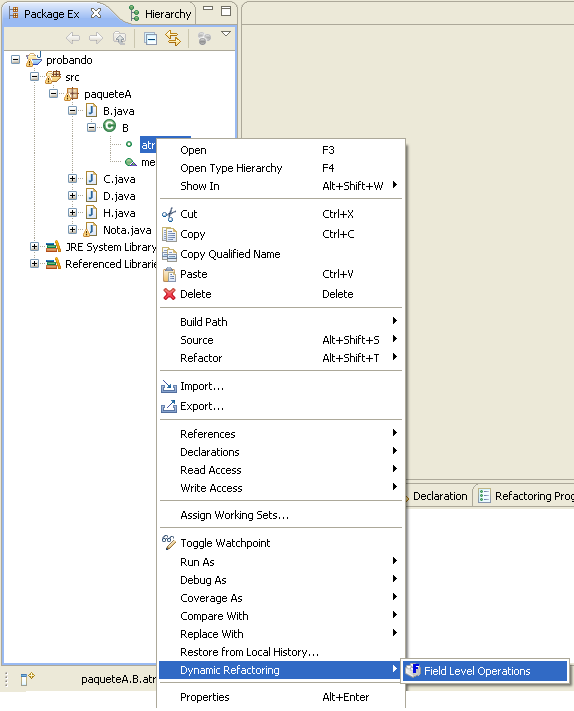 Package Ex
Hierarchy
probando
src
paqueteA
B.java
B
C.java
D.java
H.java
Nota.java
JRE System Library
Referenced Librarie
Open F3
Open Type Hierarchy F4
Show In Alt+Shift+W
Cut Ctrl+X
Copy Ctrl+C
Copy Qualified Name
Paste Ctrl+V
Delete Delete
Build Path
Source Alt+Shift+S
Refactor Alt+Shift+T
Import...
Export...
References
Declarations
Read Access
Write Access
Assign Working Sets...
Toggle Watchpoint
Run As
Debug As
Coverage As
Compare With
Replace With
Restore from Local History...
Dynamic Refactoring
Field Level Operations
Properties Alt+Enter
Declaration
Refactoring Prog
paqueteA.B.atr